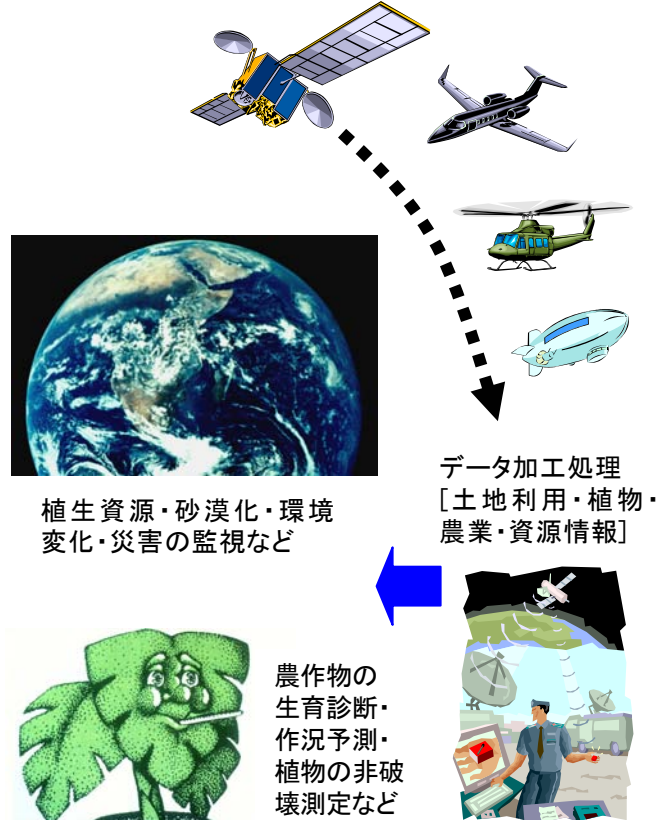 データ加工処理
[土地利用・植物・
農業・資源情報]
植生資源・砂漠化・環境
変化・災害の監視など
農作物の
生育診断・
作況予測・
植物の非破
壊測定など